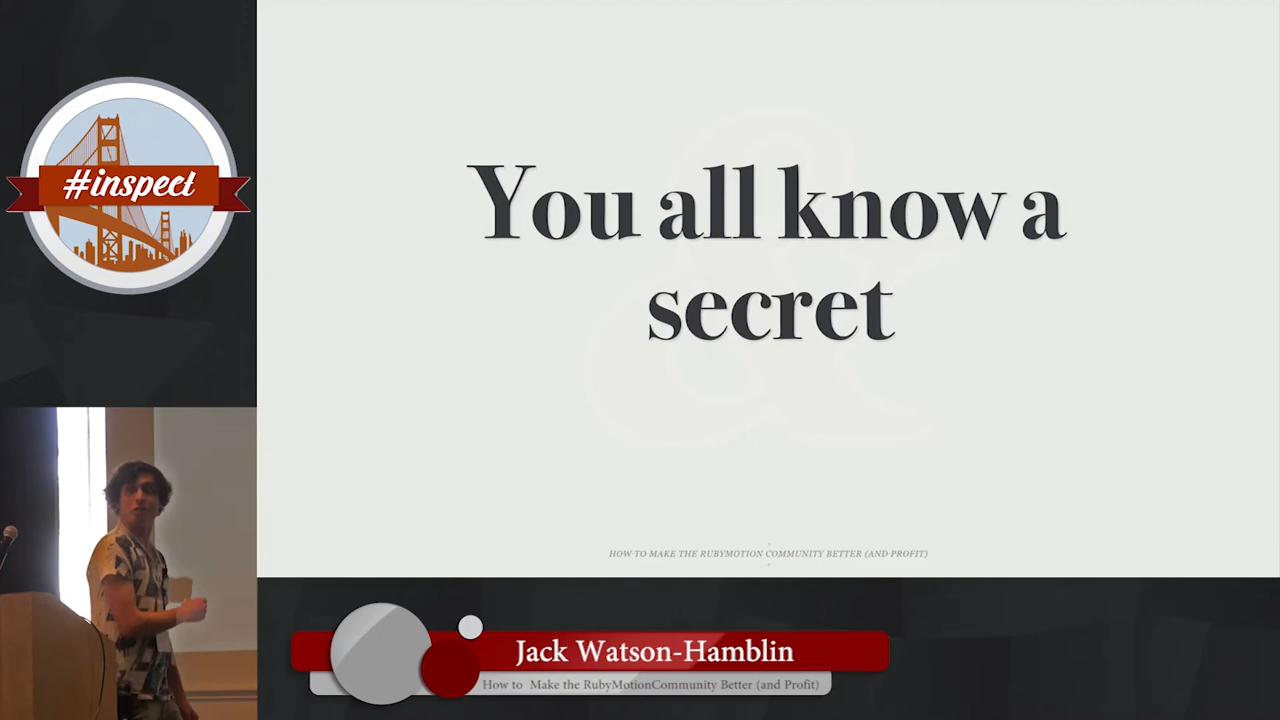 #inspect
You all know a
secret
HOW TO MAKE THE RUBYMOTION COMMUNITY BETTER (AND PROFIT)
Jack Watson-Hamblin
How to  Make the RubyMotionCommunity Better (and Profit)